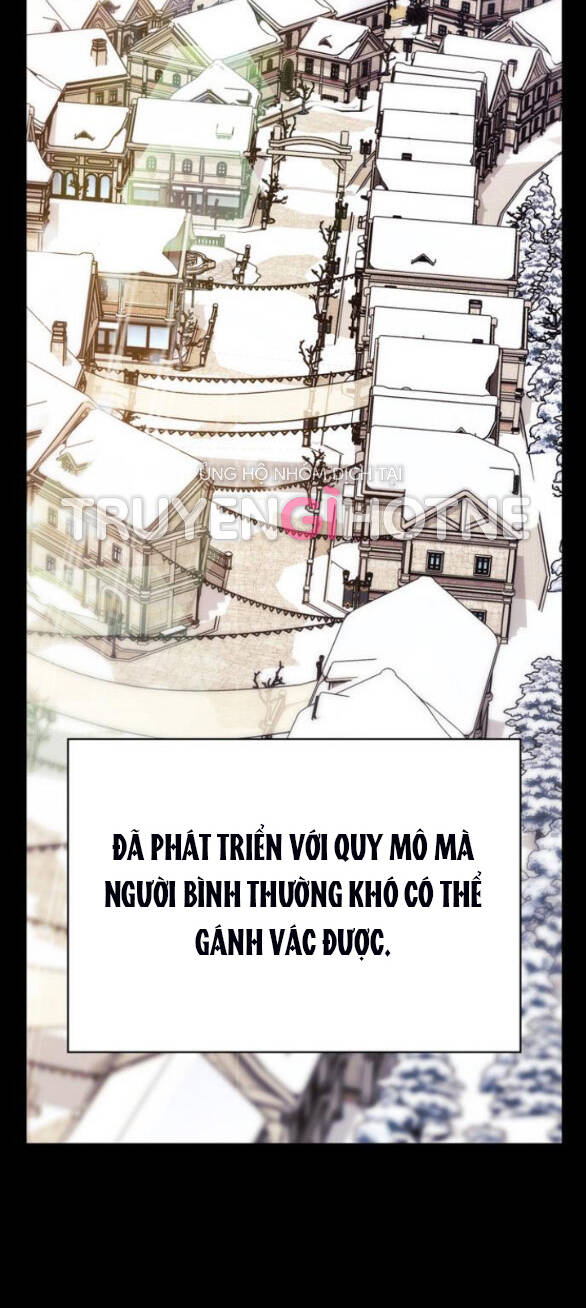 ỦNG HỘ NHÓM DỊCH TẠI
TRUYENGIHOTNE
ĐÃ PHÁT TRIỂN VỚI QUY MÔ MÀ
NGƯỜI BÌNH THƯỜNG KHÓ CÓ THỂ
GÁNH VÁC ĐƯỢC.